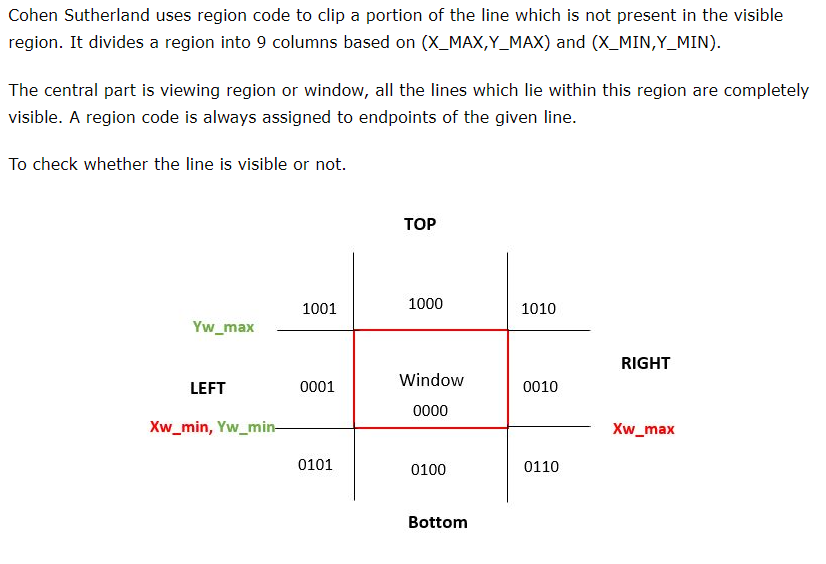 Cohen Sutherland uses region code to clip a portion of the line which is not present in the visible
region. It divides a region into 9 columns based on (X_MAX,Y_MAX) and (X_MIN,Y_MIN).
The central part is viewing region or window, all the lines which lie within this region are completely
visible. A region code is always assigned to endpoints of the given line.
To check whether the line is visible or not.
TOP
1001 1000 1010
Yw_max
RIGHT
LEFT 0001 Window 0010
0000
Xw_min, Yw_min Xw_max
0101 0100 0110
Bottom